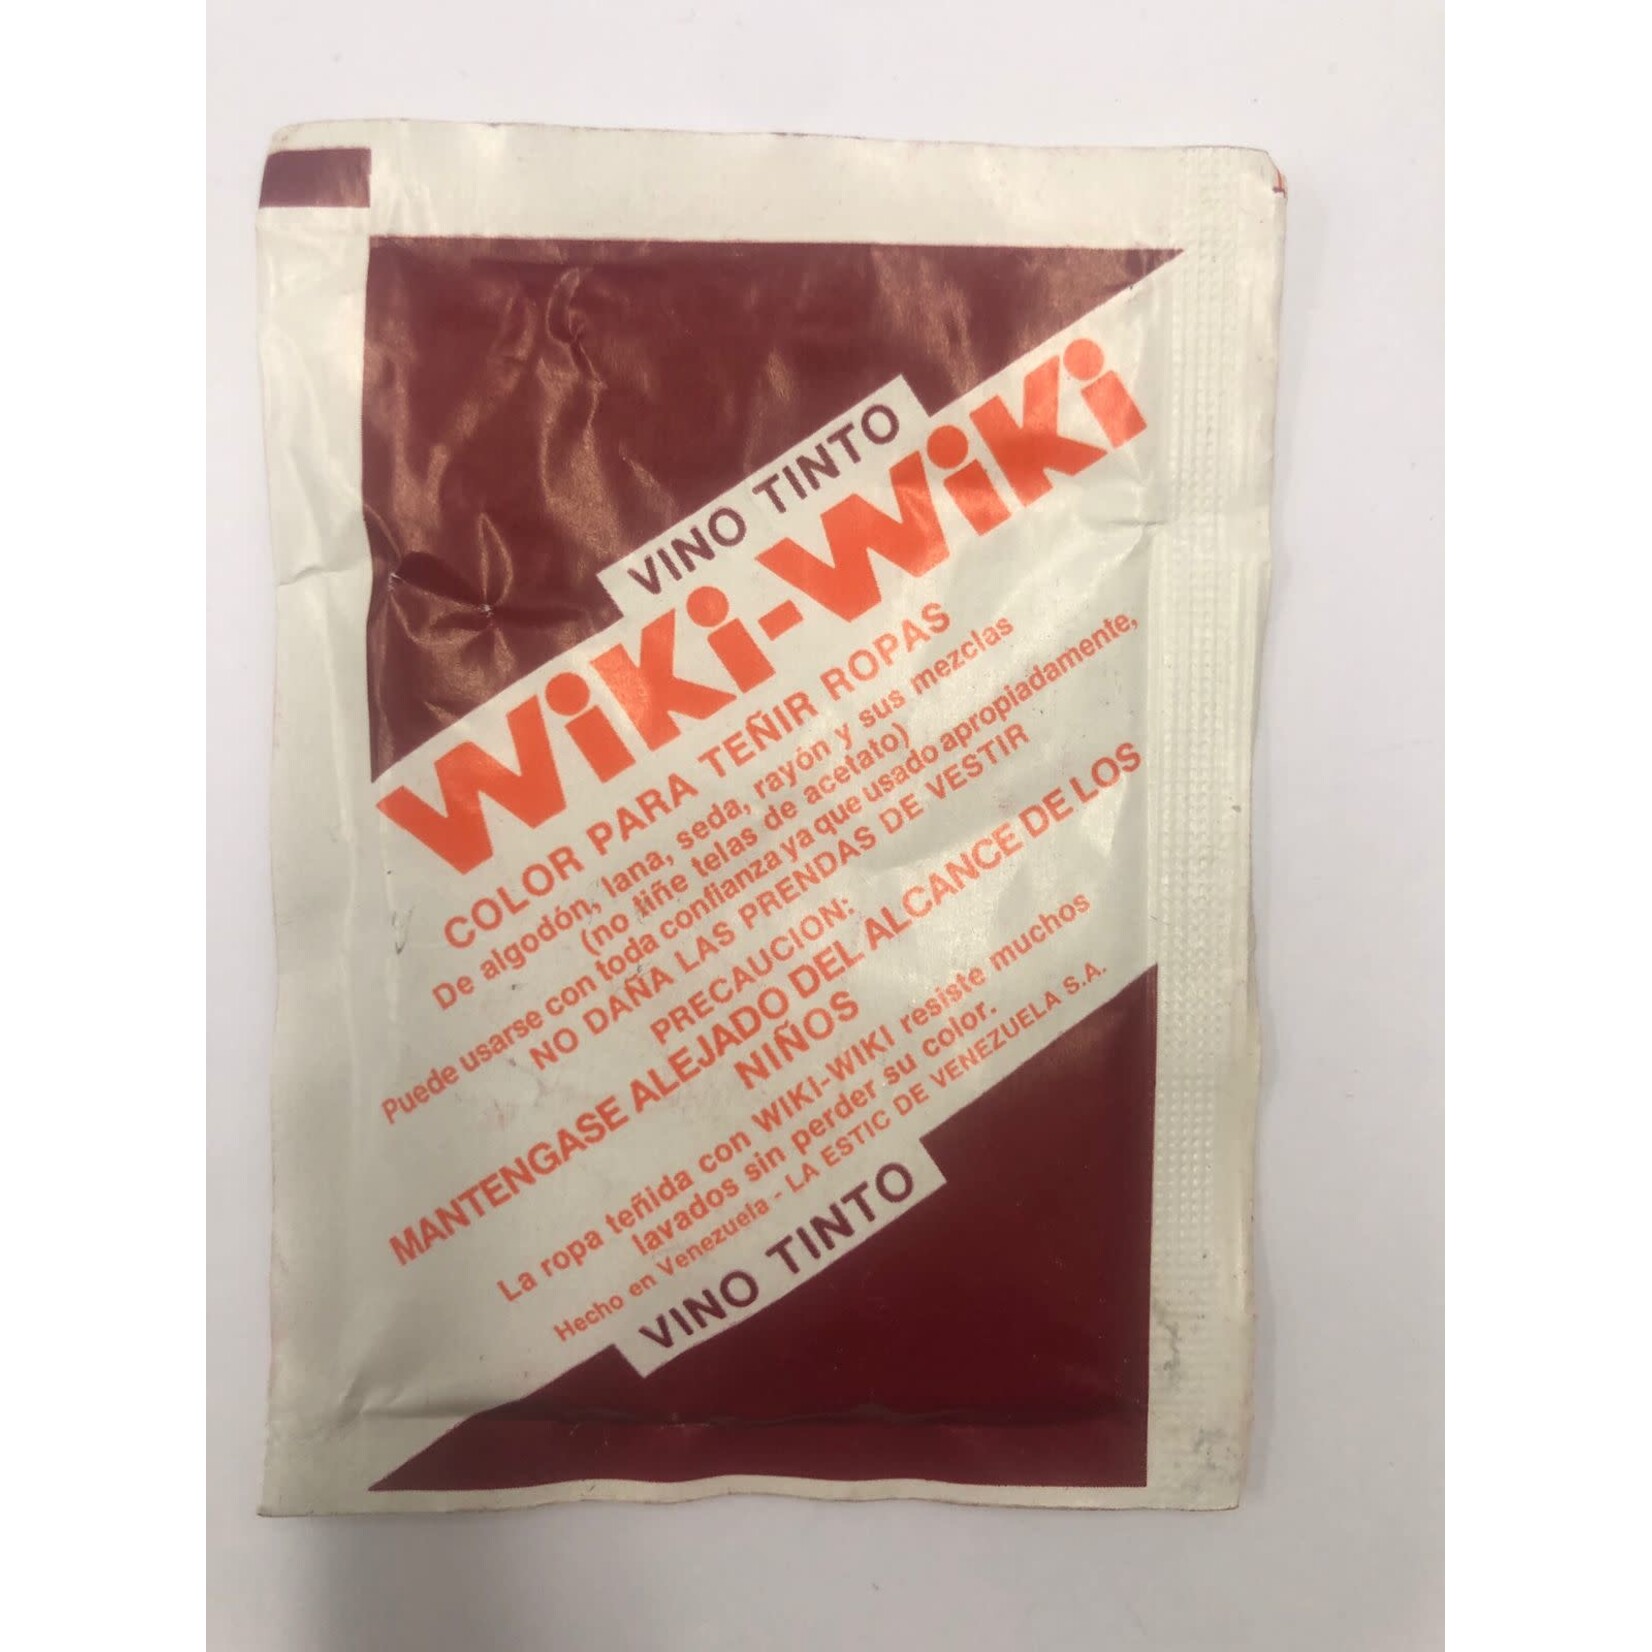 VINO TINTO
WiKi-WiKi
COLOR PARA TEÑIR ROPAS
De algodón, lana, seda, rayón y sus mezclas
(no tiñe telas de acetato)
Puede usarse con toda confianza ya que usado apropiadamente,
NO DAÑA LAS PRENDAS DE VESTIR
PRECAUCION:
MANTENGASE ALEJADO DEL ALCANCE DE LOS
NIÑOS
La ropa teñida con WIKI-WIKI resiste muchos
lavados sin perder su color.
Hecho en Venezuela - LA ESTIC DE VENEZUELA S.A.
VINO TINTO